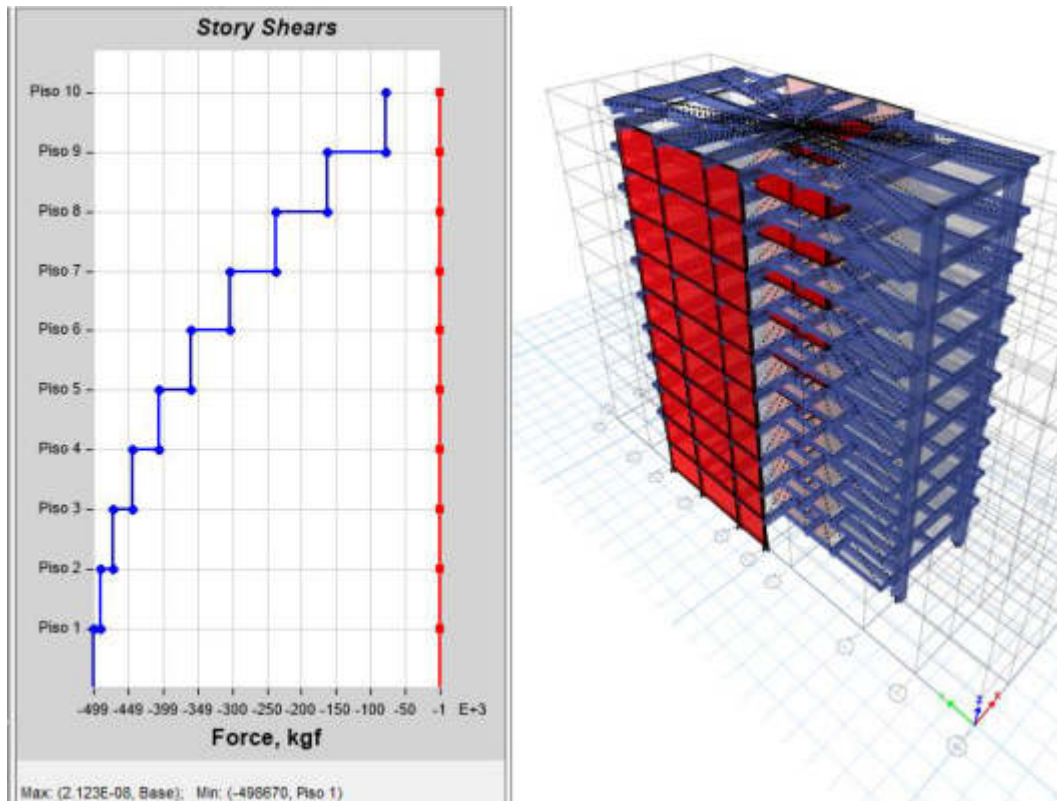 Story Shears
Piso 10
Piso 9
Piso 8
Piso 7
Piso 6
Piso 5
Piso 4
Piso 3
Piso 2
Piso 1
-499 -449 -399 -349 -300 -250 -200 -150 -100 -50 -1 E+3
Force, kgf
Max: (2.123E-08, Base); Min: (-498670, Piso 1)